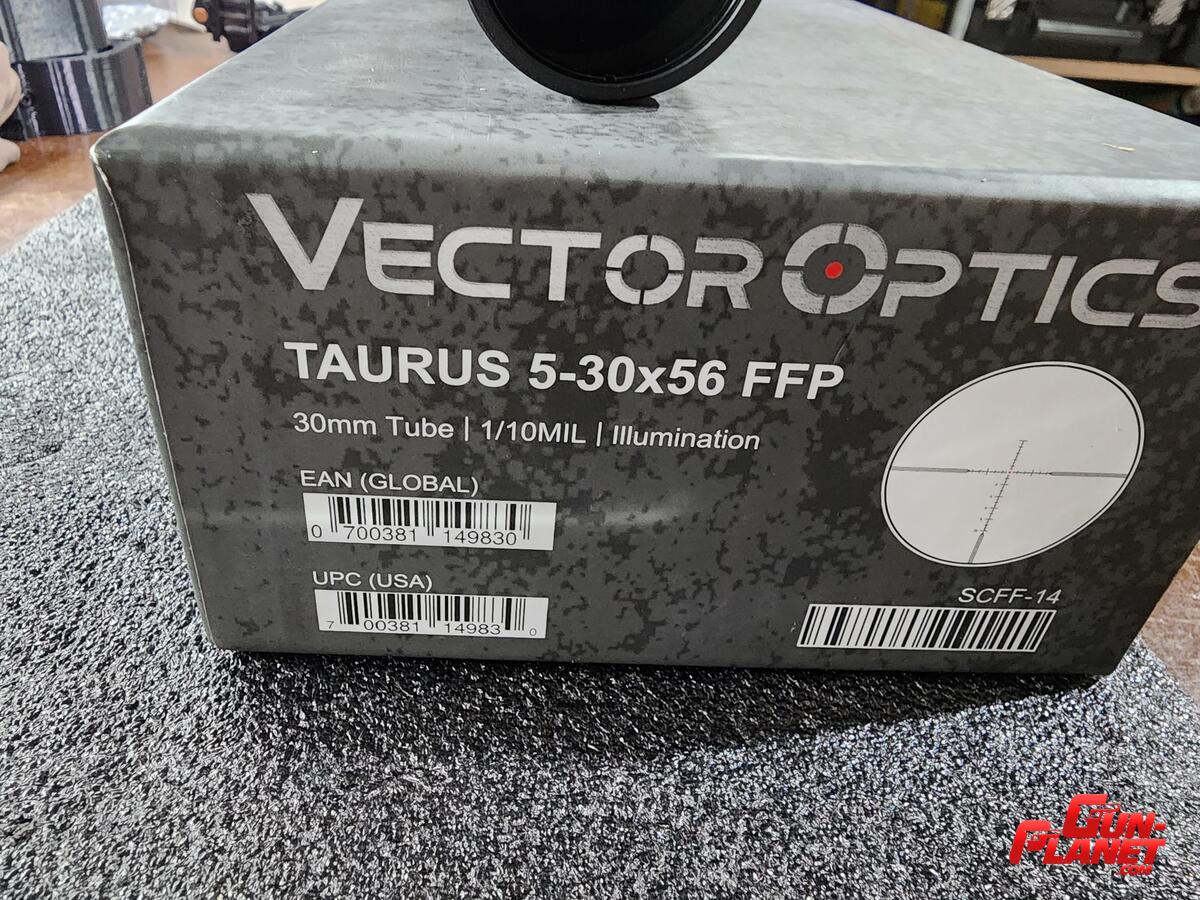 VECTOR OPTICS
TAURUS 5-30x56 FFP
30mm Tube | 1/10MIL | Illumination
EAN (GLOBAL)
0 700381 149830
UPC (USA)
7 00381 14983 0
SCFF-14
GUN-
PLANET
.COM